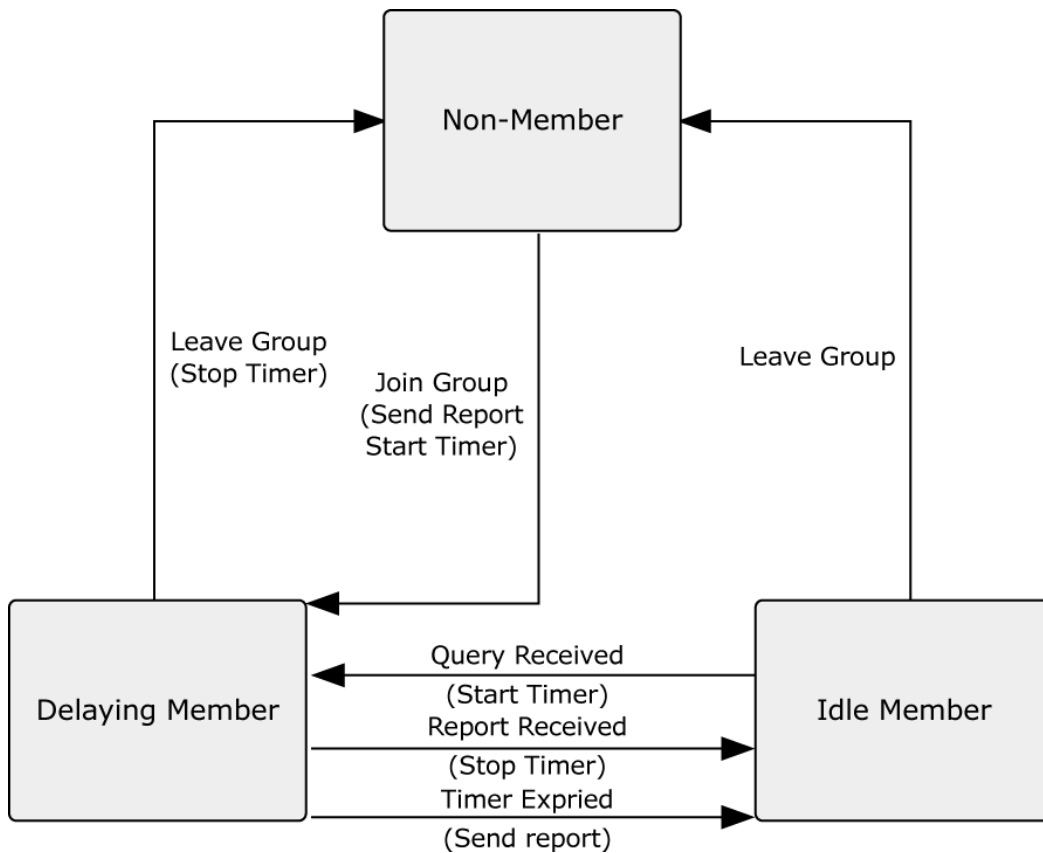 Non-Member
Leave Group
(Stop Timer)
Join Group
(Send Report
Start Timer)
Leave Group
Delaying Member
Query Received
(Start Timer)
Report Received
(Stop Timer)
Timer Expried
(Send report)
Idle Member